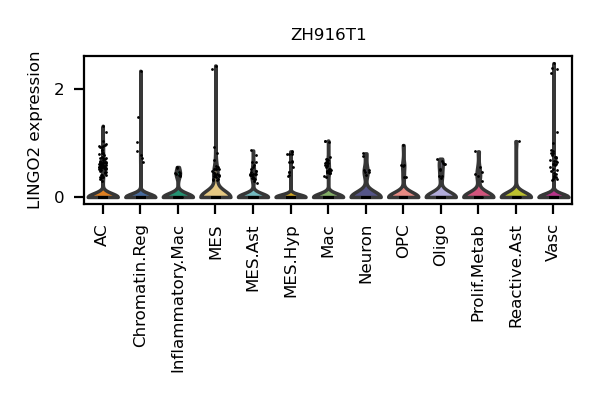 ZH916T1
LINGO2 expression
2
0
AC
Chromatin.Reg
Inflammatory.Mac
MES
MES.Ast
MES.Hyp
Mac
Neuron
OPC
Oligo
Prolif.Metab
Reactive.Ast
Vasc